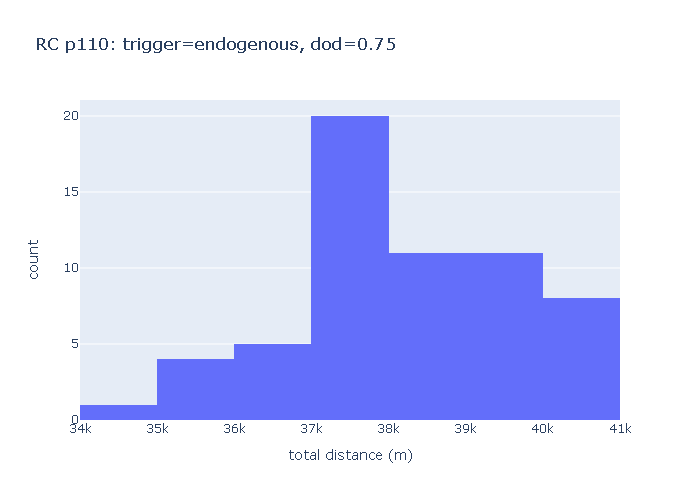 RC p110: trigger=endogenous, dod=0.75
20
15
10
5
0
count
34k 35k 36k 37k 38k 39k 40k 41k
total distance (m)